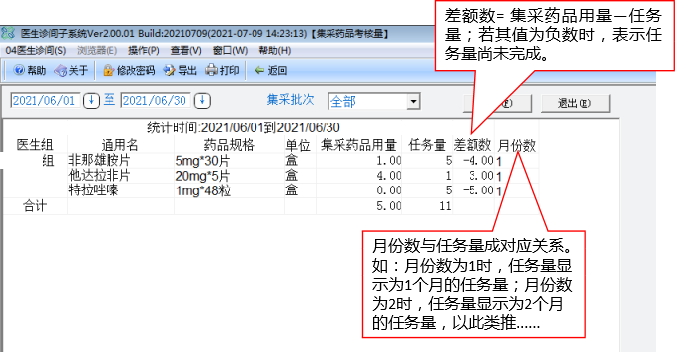 医生诊间子系统Ver2.00.01 Build:20210709(2021-07-09 14:23:13)【集采药品考核量】
04医生诊间(S) 浏览器(E) 操作(P) 查看(V) 窗口(W) 帮助(H)
帮助 关于 修改密码 导出 打印 返回
2021/06/01 至 2021/06/30 集采批次 全部 (E) 退出(E)
统计时间:2021/06/01到2021/06/30
医生组 通用名 药品规格 单位 集采药品用量 任务量 差额数 月份数
组 非那雄胺片 5mg*30片 盒 1.00 5 -4.00 1
他达拉非片 20mg*5片 盒 4.00 1 3.00 1
特拉唑嗪 1mg*48粒 盒 0.00 5 -5.00 1
合计 5.00 11
差额数= 集采药品用量—任务
量；若其值为负数时，表示任
务量尚未完成。
月份数与任务量成对应关系。
如：月份数为1时，任务量显
示为1个月的任务量；月份数
为2时，任务量显示为2个月
的任务量，以此类推......